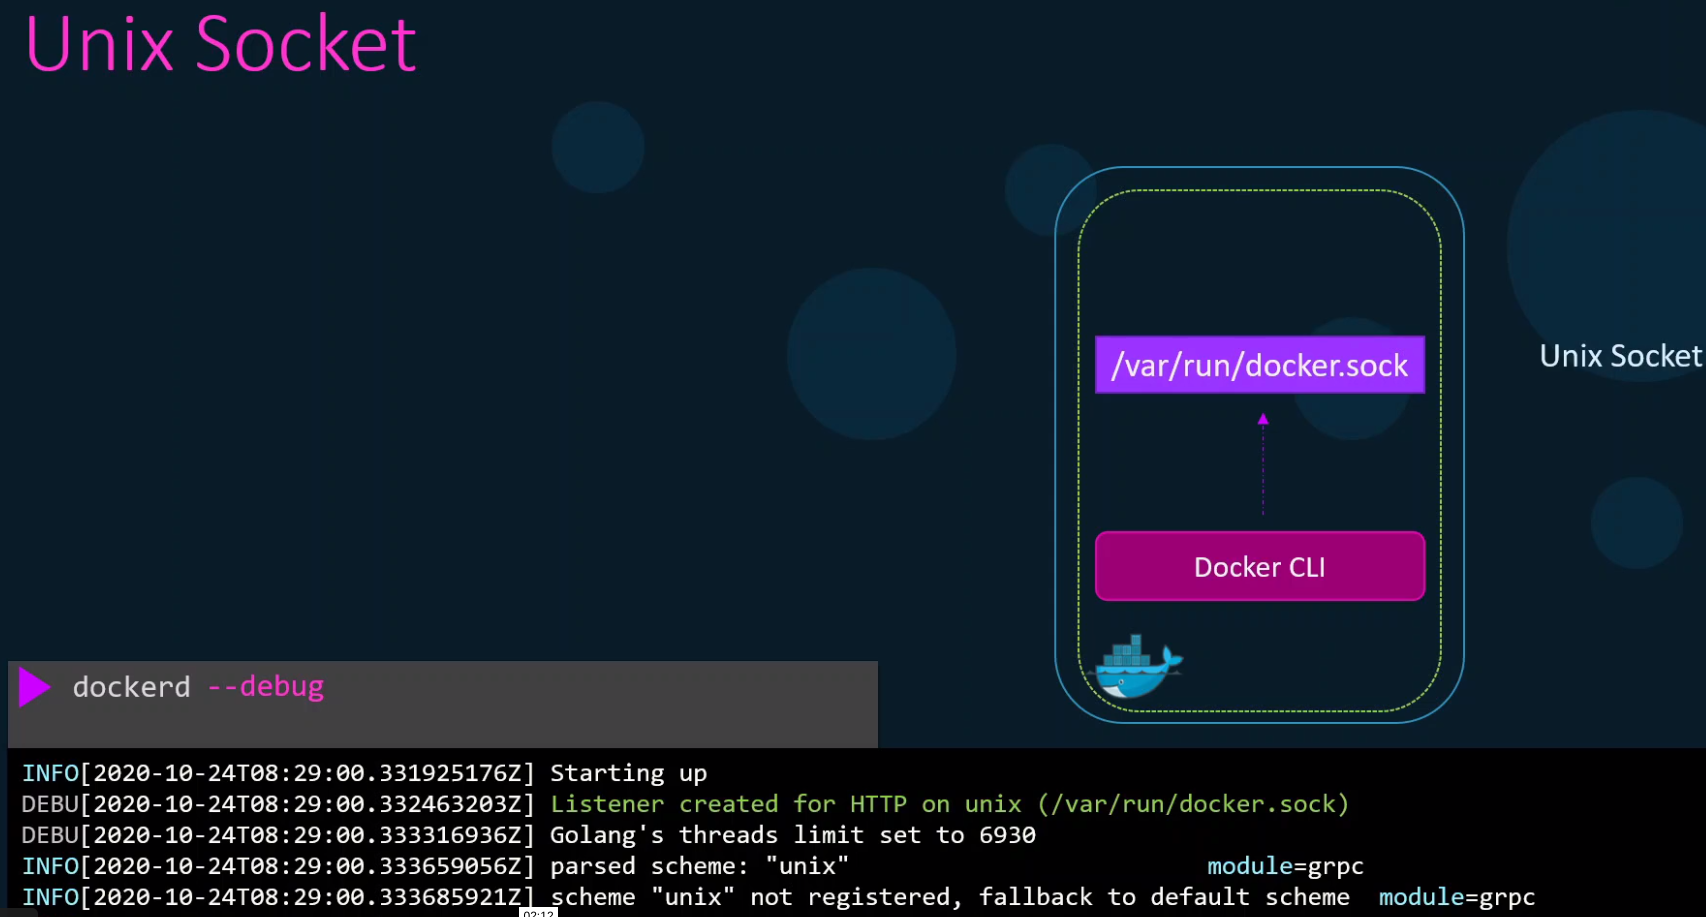 Unix Socket
/var/run/docker.sock
Unix Socket
Docker CLI
dockerd --debug
INFO[2020-10-24T08:29:00.331925176Z] Starting up
DEBU[2020-10-24T08:29:00.332463203Z] Listener created for HTTP on unix (/var/run/docker.sock)
DEBU[2020-10-24T08:29:00.333316936Z] Golang's threads limit set to 6930
INFO[2020-10-24T08:29:00.333659056Z] parsed scheme: "unix" module=grpc
INFO[2020-10-24T08:29:00.333685921Z] scheme "unix" not registered, fallback to default scheme module=grpc
02:12